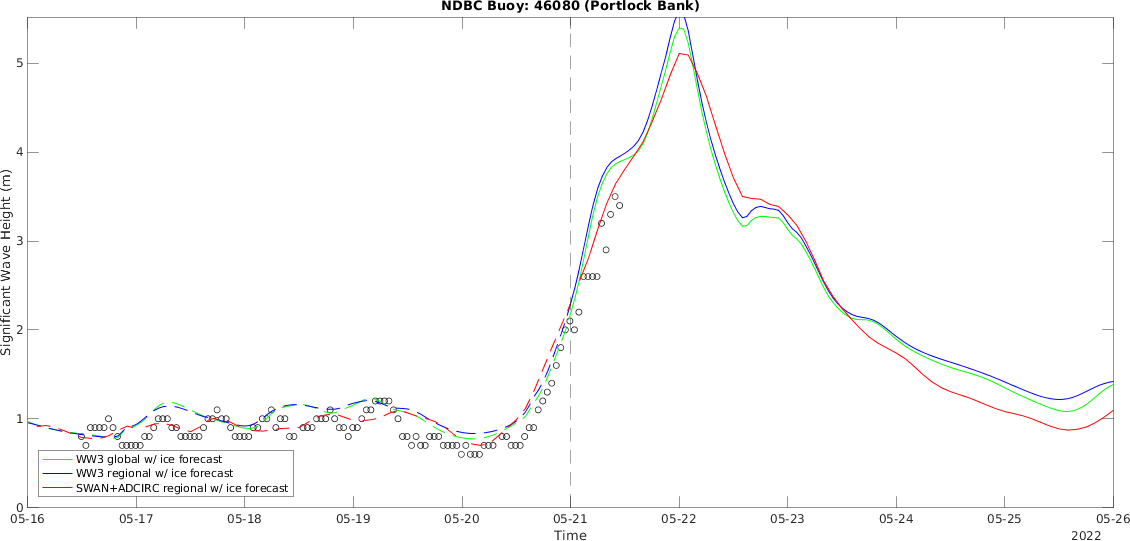 NDBC Buoy: 46080 (Portlock Bank)
5
4
3
2
1
0
Significant Wave Height (m)
WW3 global w/ ice forecast
WW3 regional w/ ice forecast
SWAN+ADCIRC regional w/ ice forecast
05-16 05-17 05-18 05-19 05-20 05-21 05-22 05-23 05-24 05-25 05-26
Time
2022